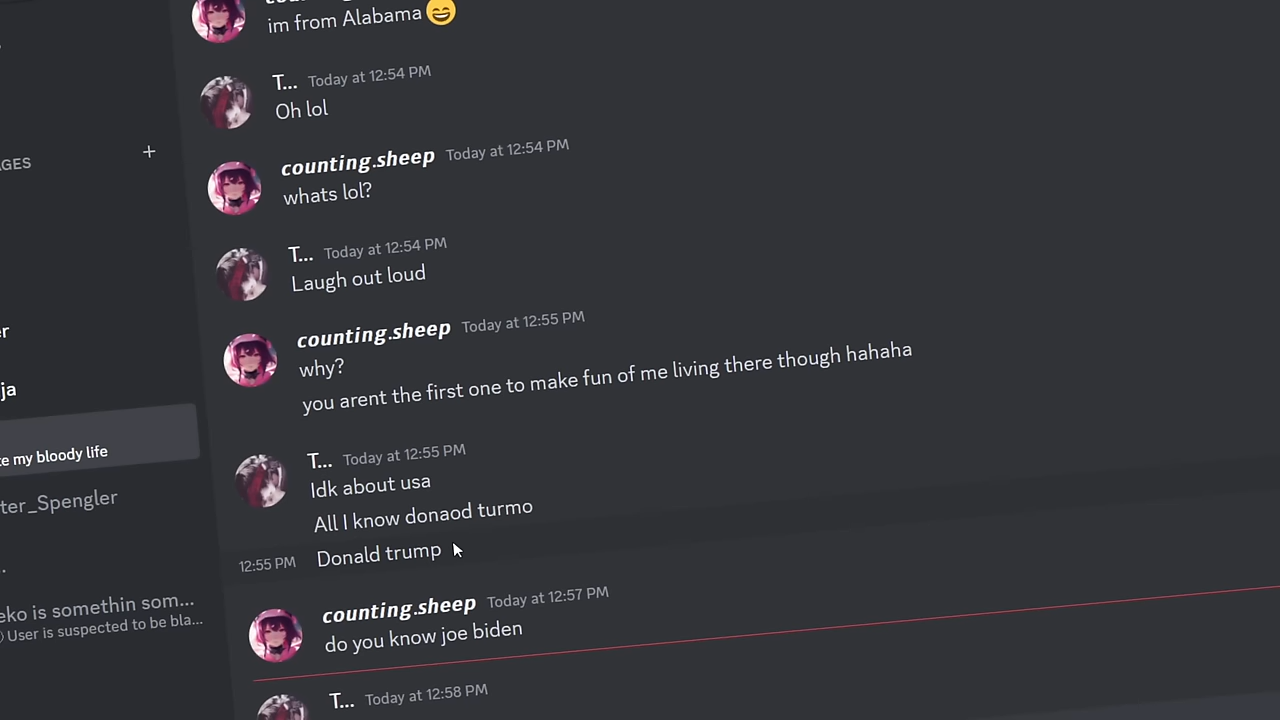 im from Alabama 😄
T... Today at 12:54 PM
Oh lol
counting.sheep Today at 12:54 PM
whats lol?
T... Today at 12:54 PM
Laugh out loud
counting.sheep Today at 12:55 PM
why?
you arent the first one to make fun of me living there though hahaha
T... Today at 12:55 PM
Idk about usa
All I know donaod turmo
12:55 PM Donald trump
counting.sheep Today at 12:57 PM
do you know joe biden
T... Today at 12:58 PM
GES +
er
ja
te my bloody life
ter_Spengler
eko is somethin som...
User is suspected to be bla...